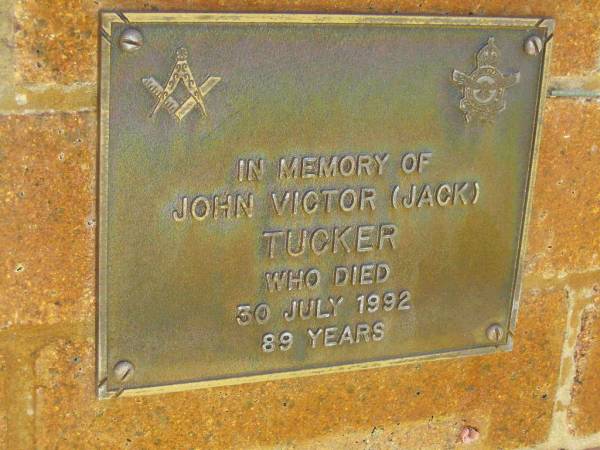 IN MEMORY OF
JOHN VICTOR (JACK)
TUCKER
WHO DIED
30 JULY 1992
89 YEARS